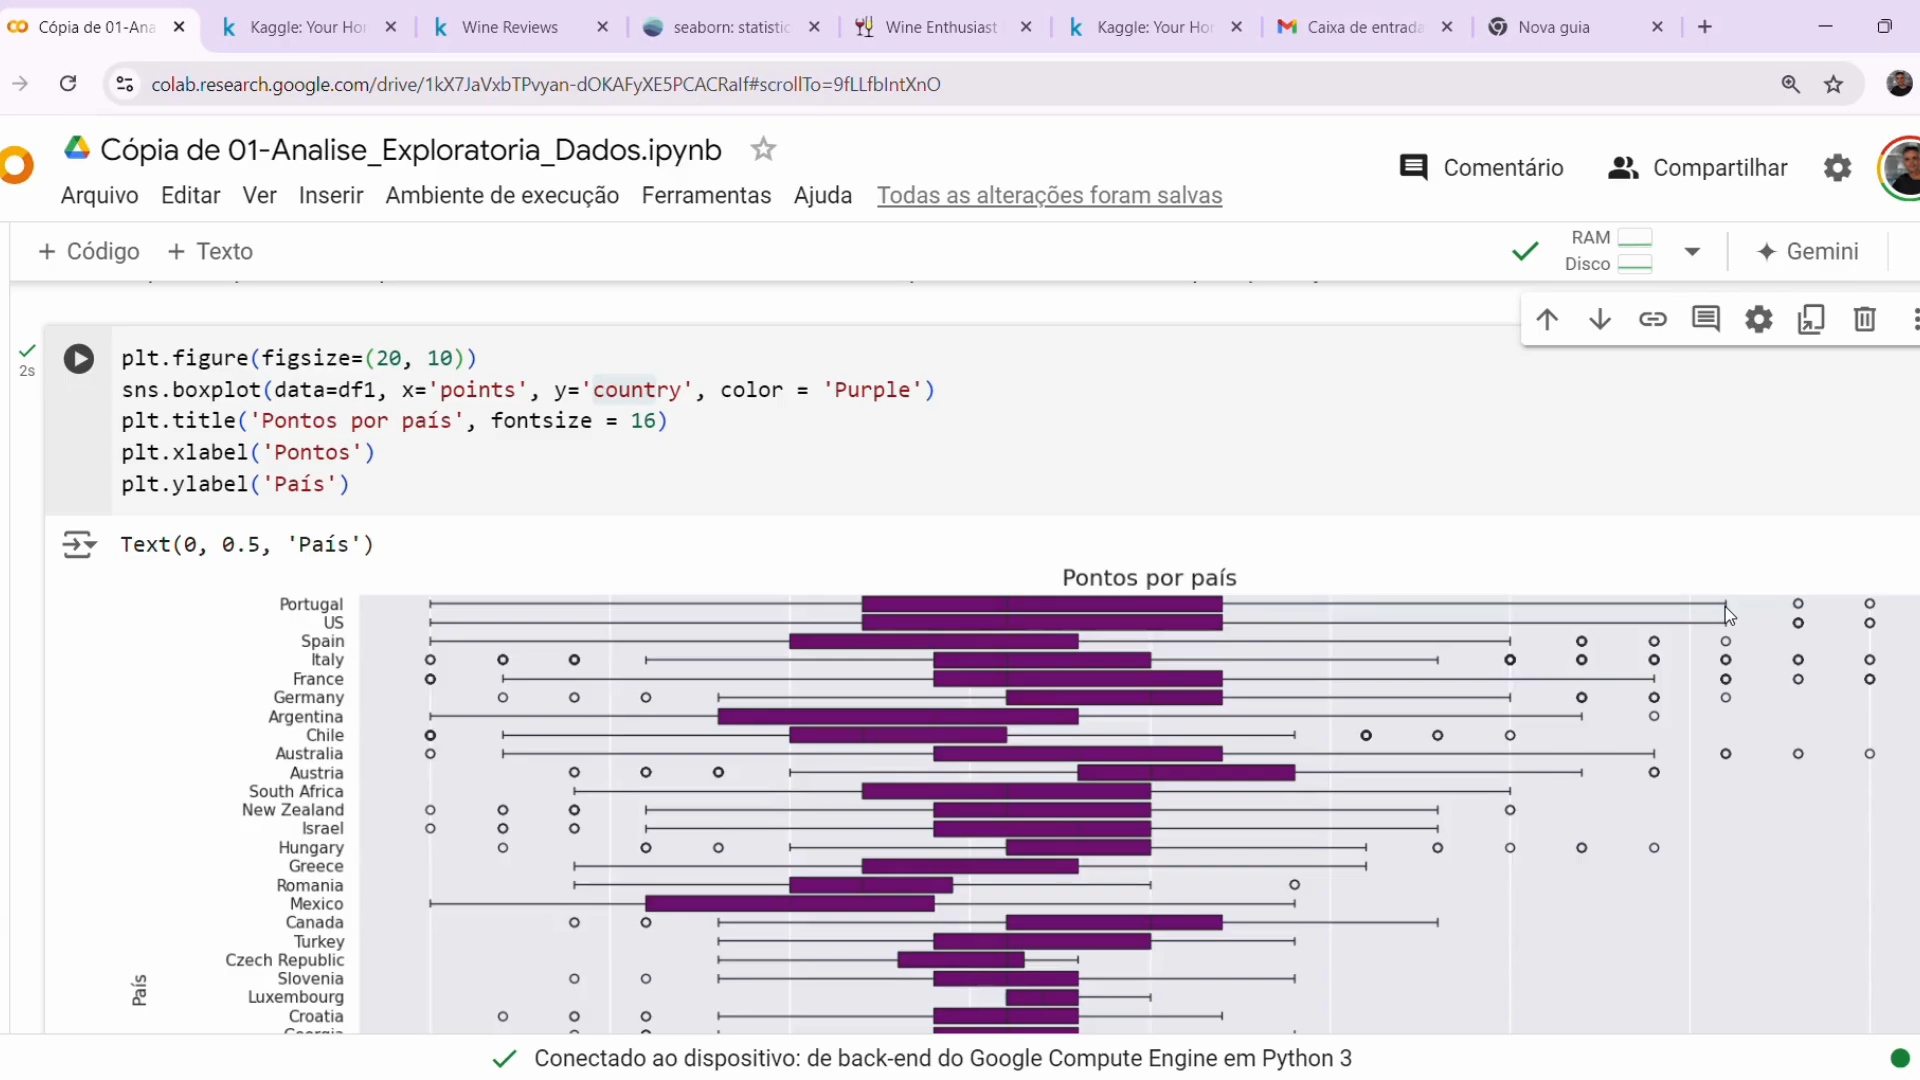 Cópia de 01-Ana
Kaggle: Your Hor
Wine Reviews
seaborn: statistic
Wine Enthusiast
Kaggle: Your Hor
Caixa de entrada
Nova guia
colab.research.google.com/drive/1kX7JaVxbTPvyan-dOKAFyXE5PCACRaIf#scrollTo=9fLLfbIntXnO
Cópia de 01-Analise_Exploratoria_Dados.ipynb
Comentário
Compartilhar
Arquivo Editar Ver Inserir Ambiente de execução Ferramentas Ajuda Todas as alterações foram salvas
+ Código + Texto
RAM
Disco
Gemini
2s
plt.figure(figsize=(20, 10))
sns.boxplot(data=df1, x='points', y='country', color = 'Purple')
plt.title('Pontos por país', fontsize = 16)
plt.xlabel('Pontos')
plt.ylabel('País')
Text(0, 0.5, 'País')
Pontos por país
Portugal
US
Spain
Italy
France
Germany
Argentina
Chile
Australia
Austria
South Africa
New Zealand
Israel
Hungary
Greece
Romania
Mexico
Canada
Turkey
Czech Republic
Slovenia
Luxembourg
Croatia
Georgia
País
Conectado ao dispositivo: de back-end do Google Compute Engine em Python 3